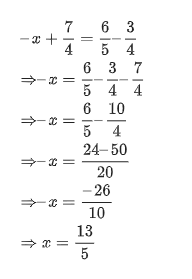 −x + 7/4 = 6/5 − 3/4
⇒ −x = 6/5 − 3/4 − 7/4
⇒ −x = 6/5 − 10/4
⇒ −x = 24−50/20
⇒ −x = −26/10
⇒ x = 13/5